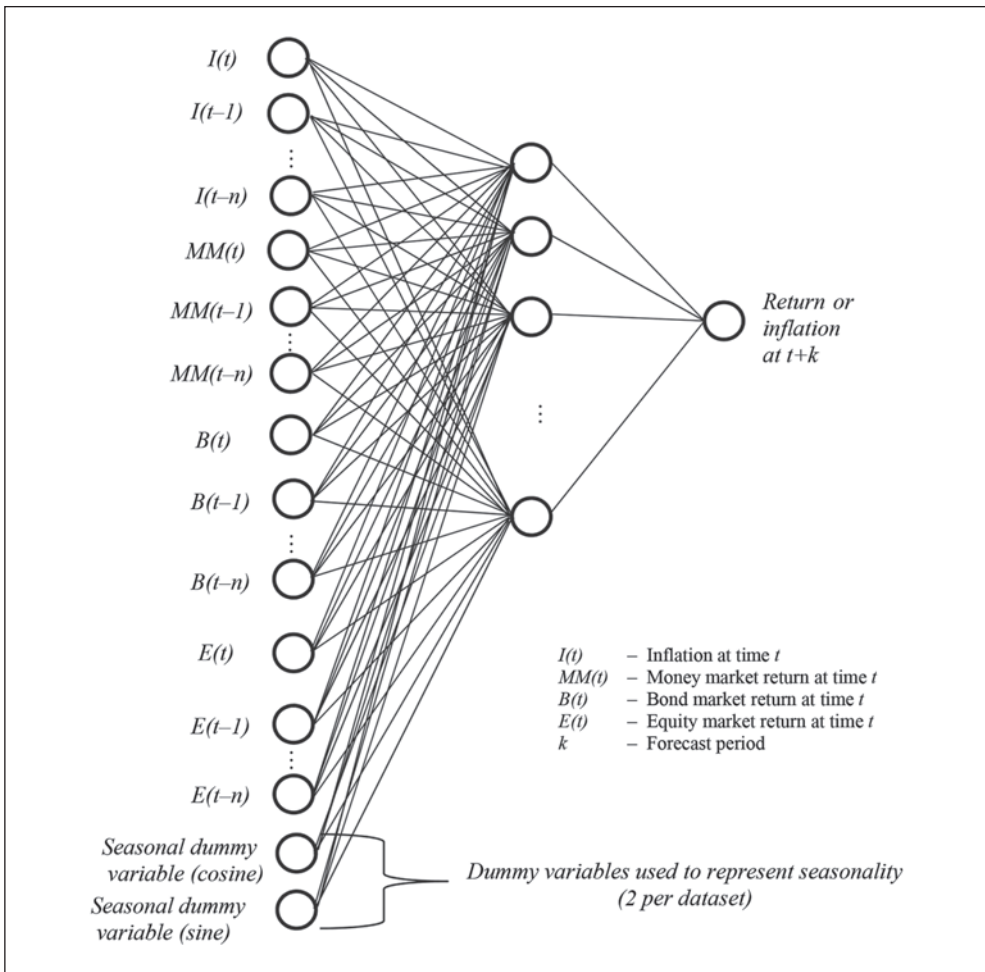 I(t)
I(t–1)
⋮
I(t–n)
MM(t)
MM(t–1)
⋮
MM(t–n)
B(t)
B(t–1)
⋮
B(t–n)
E(t)
E(t–1)
⋮
E(t–n)
Seasonal dummy
variable (cosine)
Seasonal dummy
variable (sine)
⋮
Return or
inflation
at t+k
I(t) – Inflation at time t
MM(t) – Money market return at time t
B(t) – Bond market return at time t
E(t) – Equity market return at time t
k – Forecast period
Dummy variables used to represent seasonality
(2 per dataset)